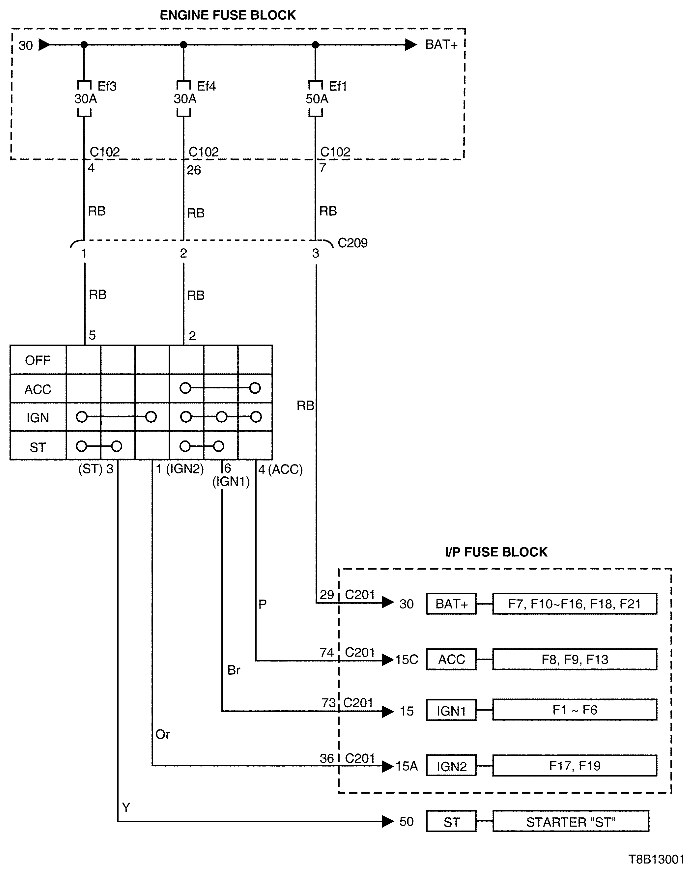 ENGINE FUSE BLOCK
30 BAT+
Ef3 Ef4 Ef1
30A 30A 50A
C102 C102 C102
4 26 7
RB RB RB
C209
1 2 3
RB RB
5 2
OFF
ACC
RB
IGN
ST
(ST) 3 1 (IGN2) 6 4 (ACC)
(IGN1)
I/P FUSE BLOCK
P
29 C201 30 BAT+ F7, F10~F16, F18, F21
74 C201 15C ACC F8, F9, F13
Br
73 C201 15 IGN1 F1 ~ F6
Or
36 C201 15A IGN2 F17, F19
Y
50 ST STARTER "ST"
T8B13001